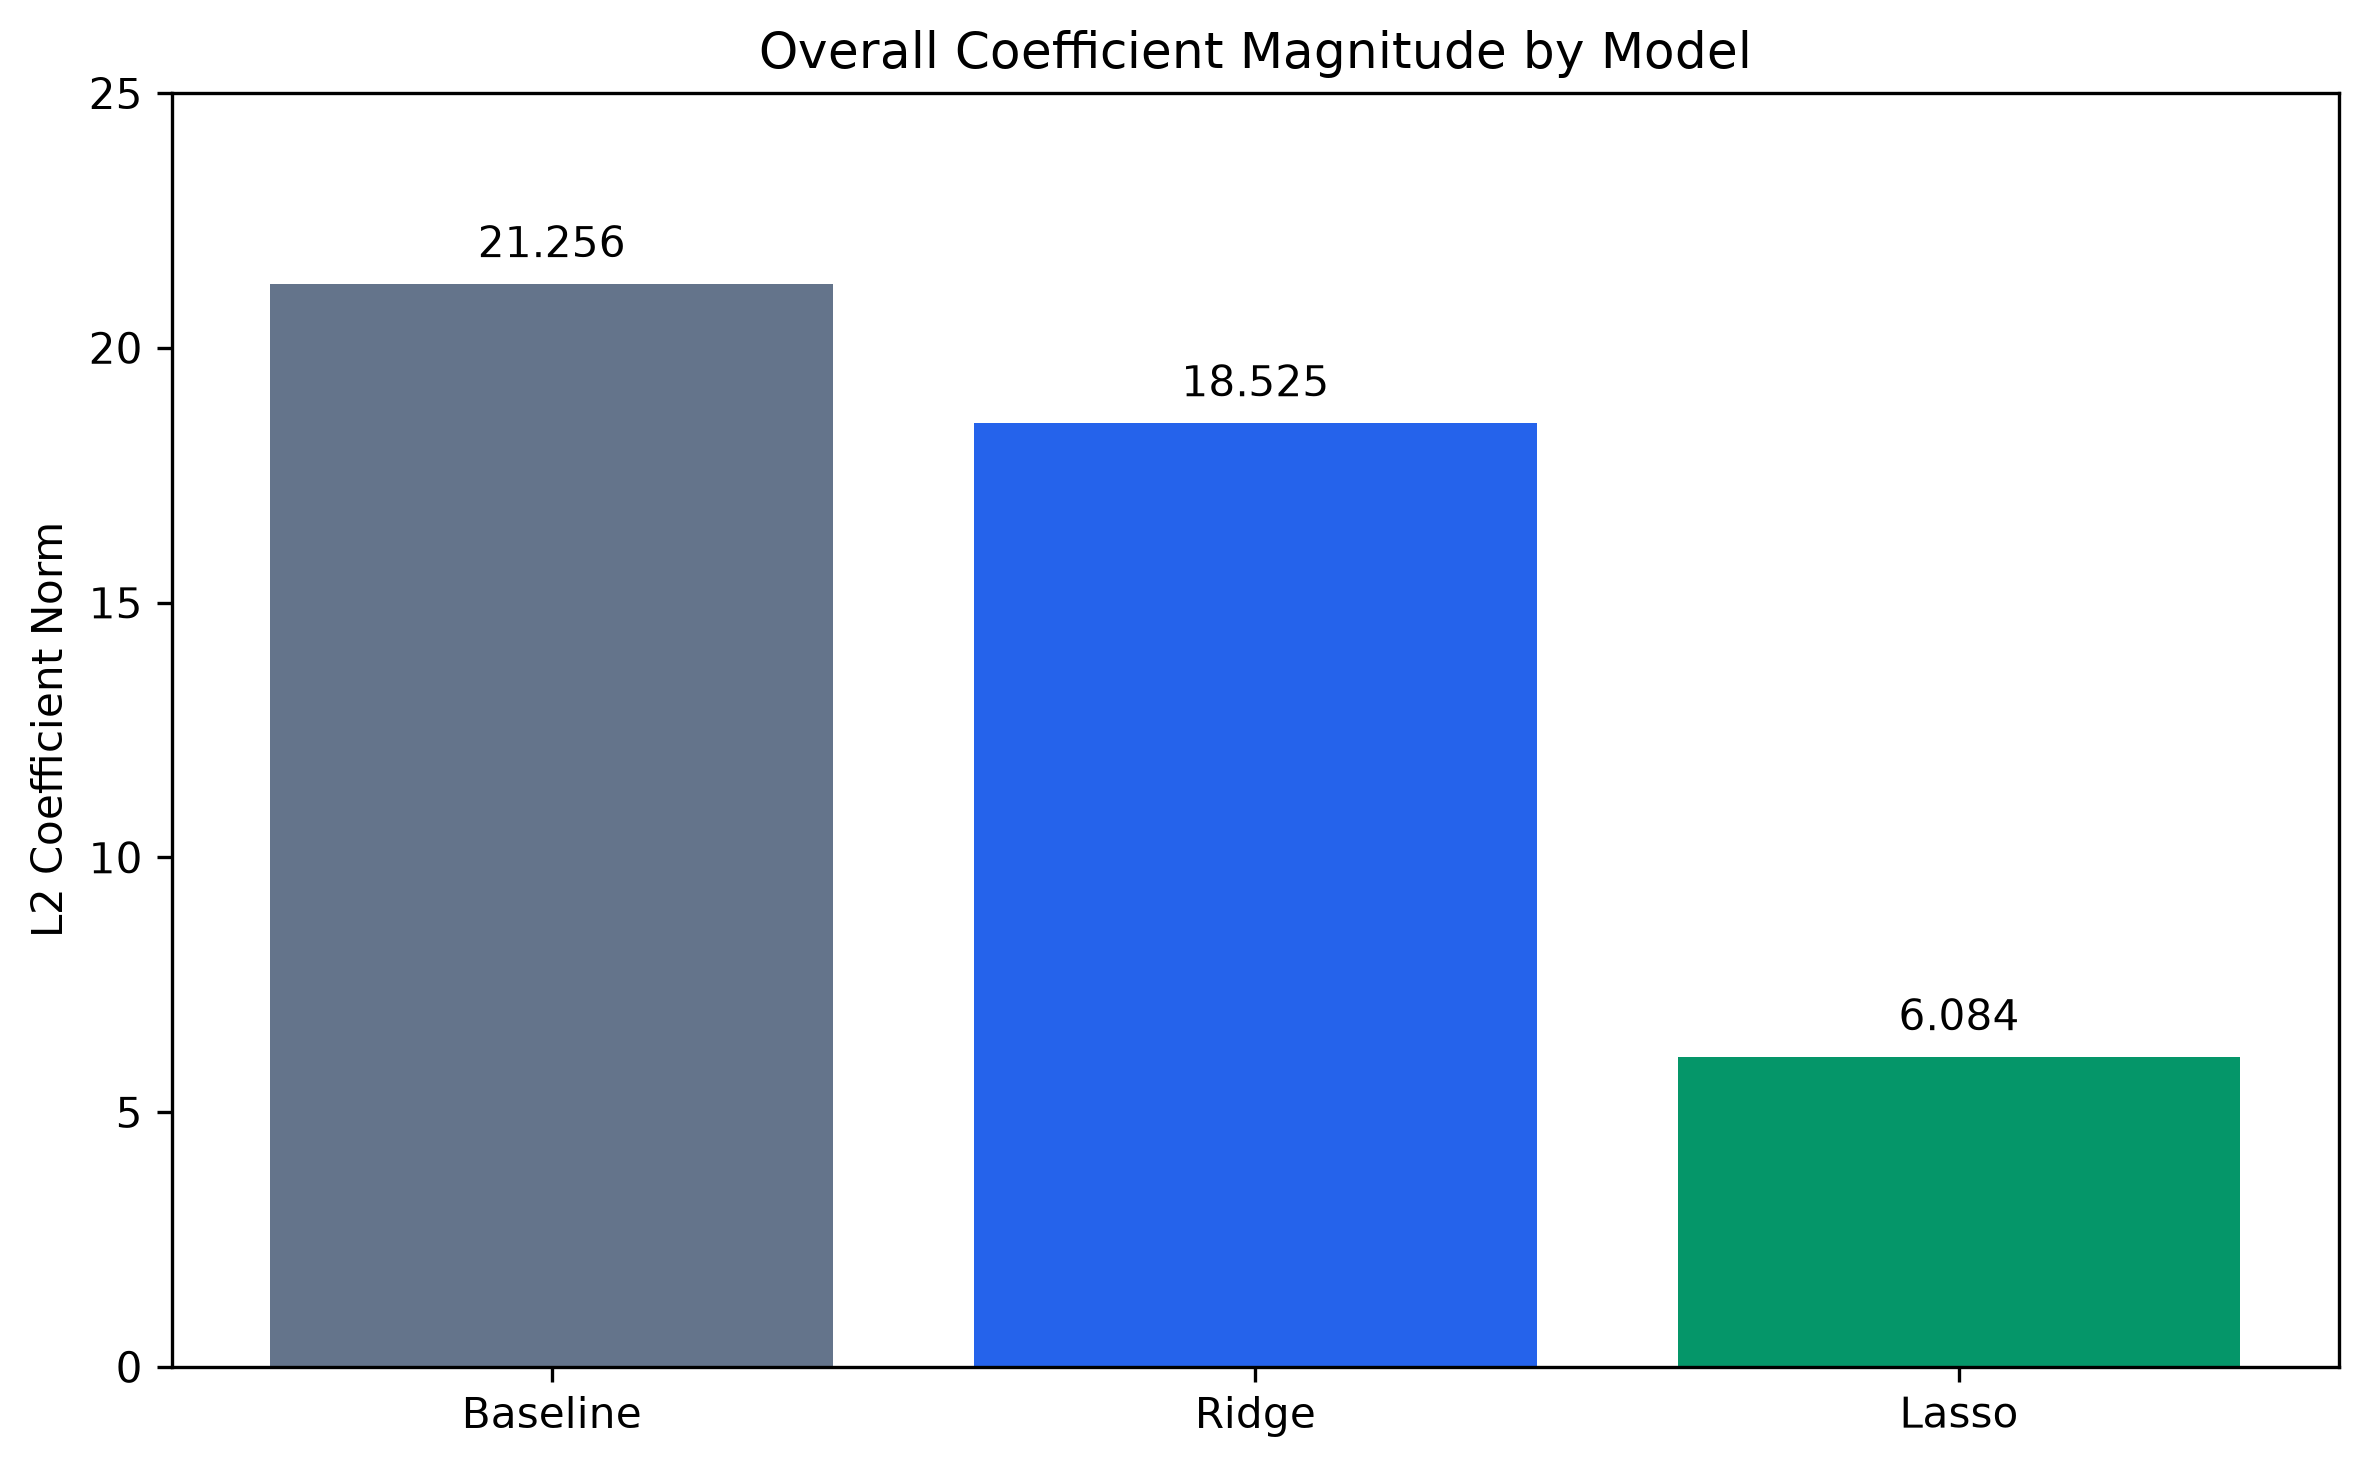 Overall Coefficient Magnitude by Model
L2 Coefficient Norm
25
20
15
10
5
0
21.256
18.525
6.084
Baseline
Ridge
Lasso